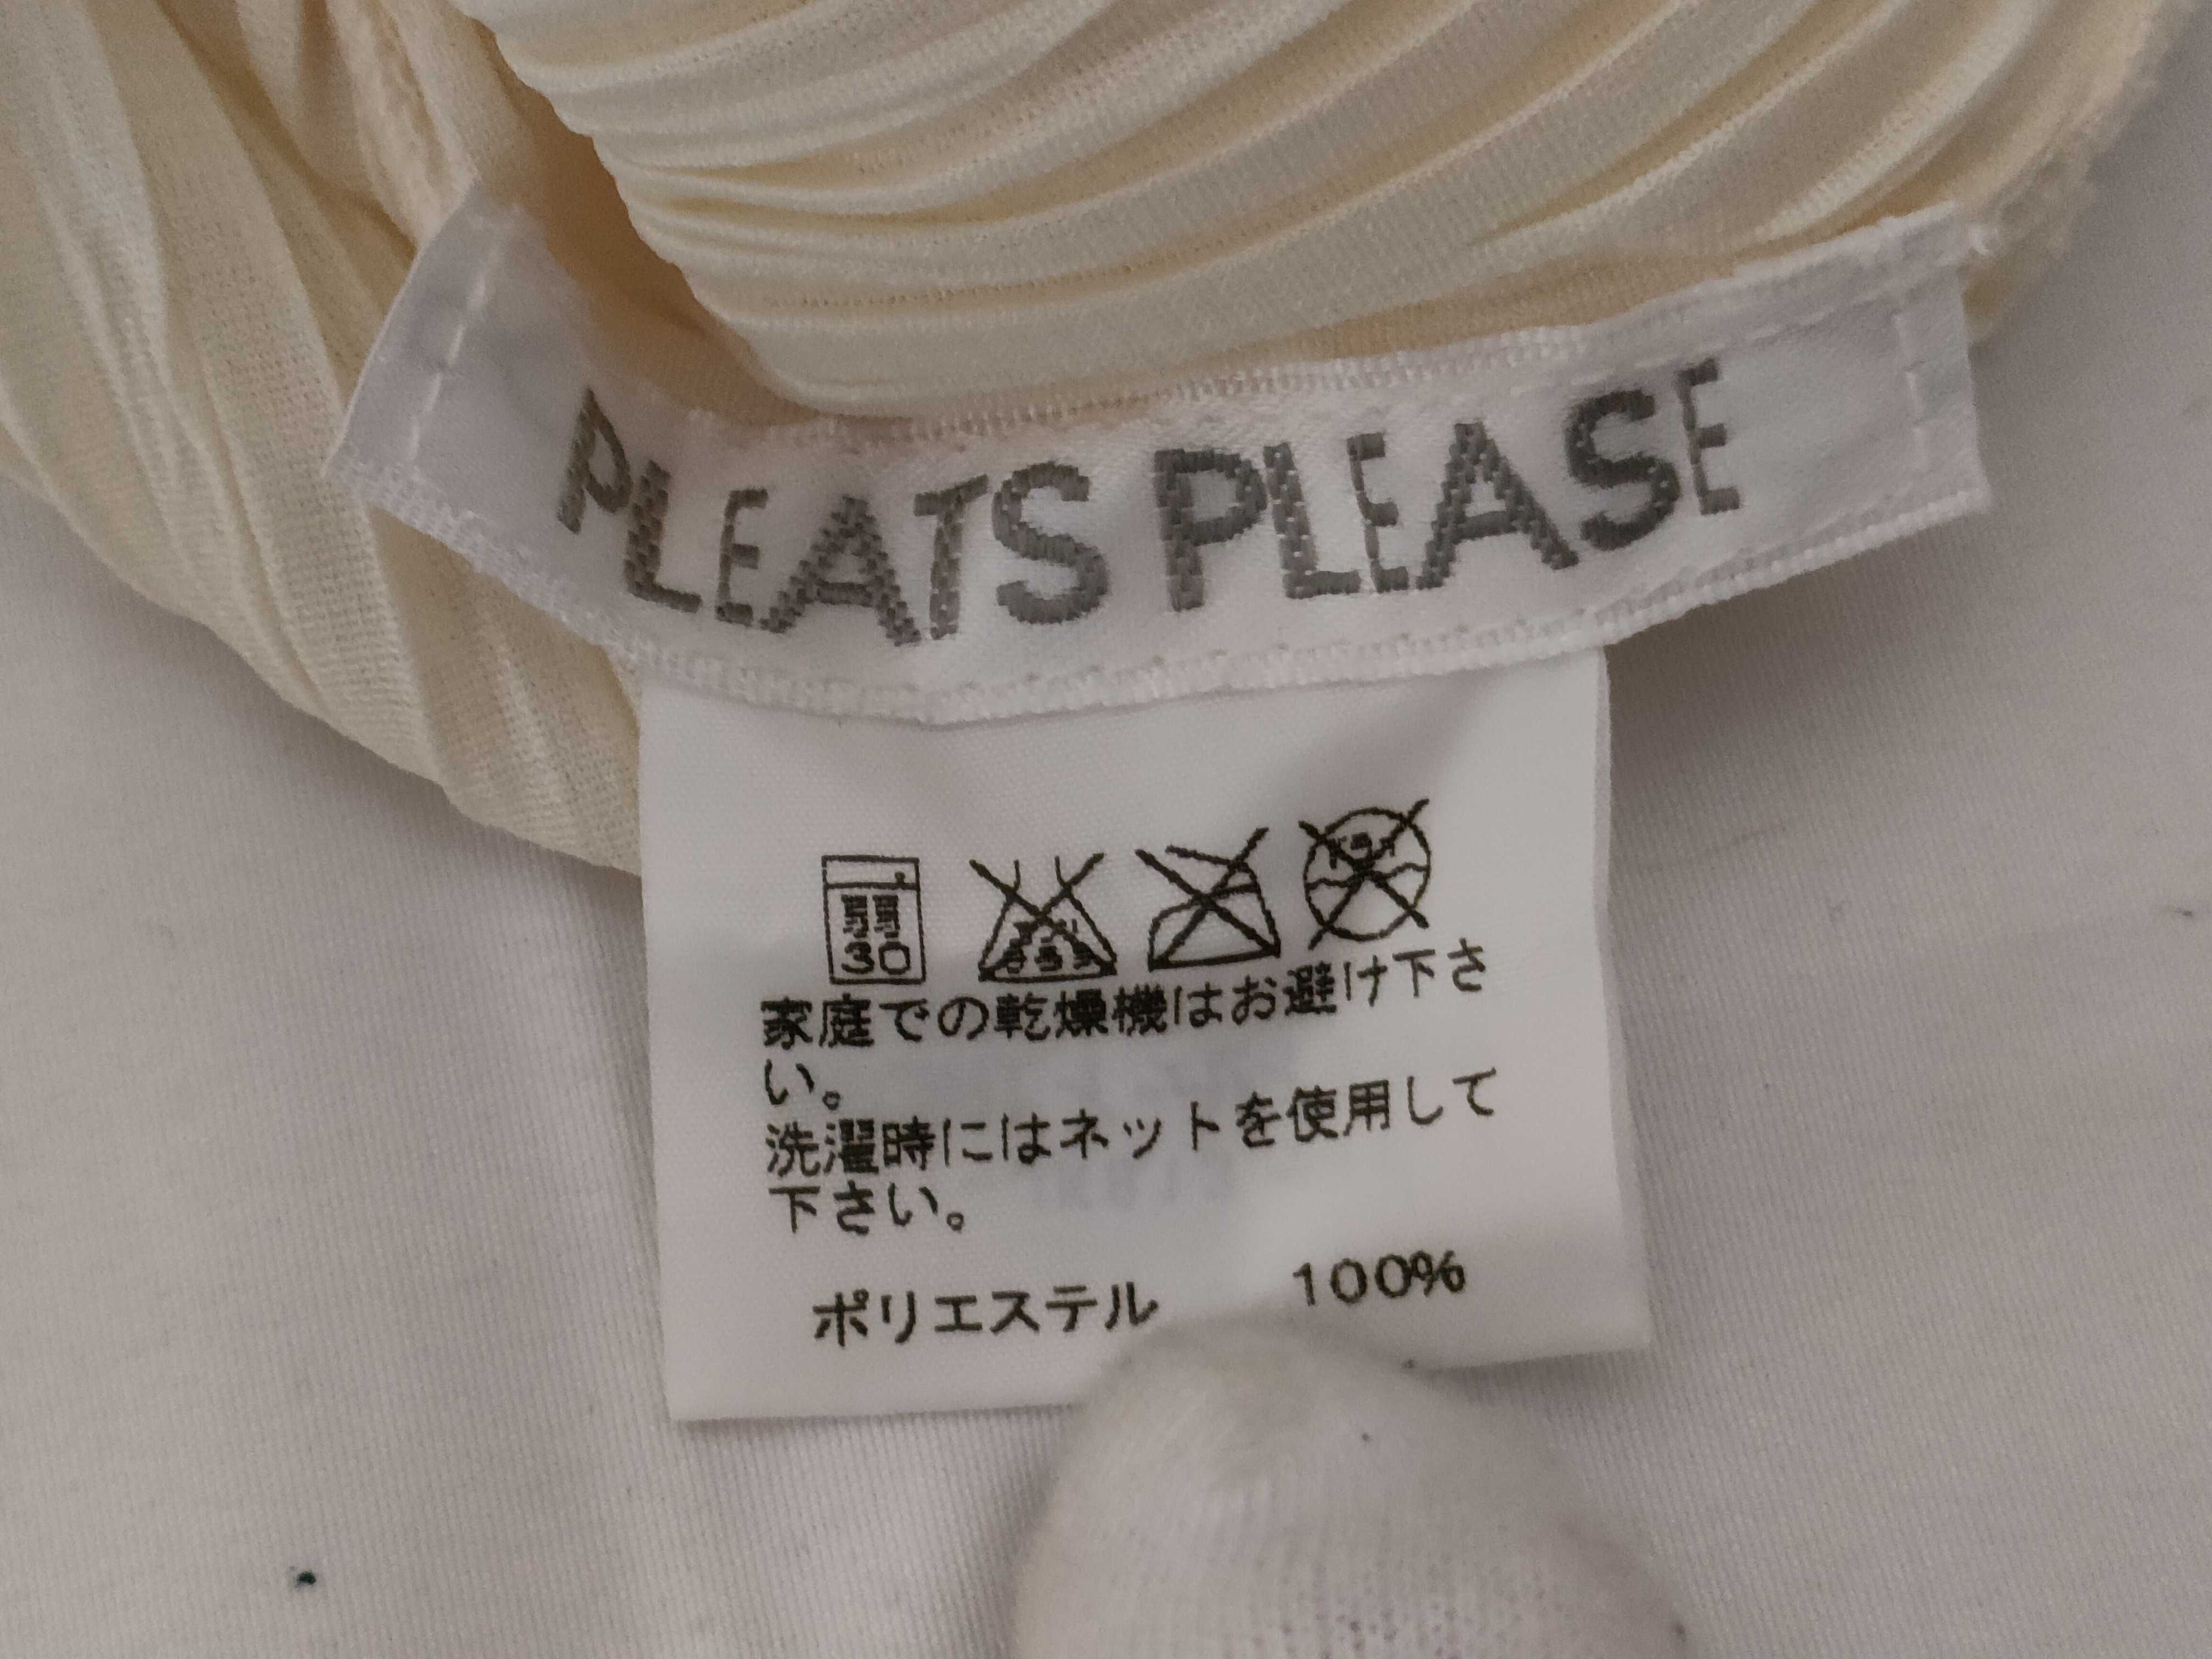 PLEATS PLEASE
弱
30
家庭での乾燥機はお避け下さ
い。
洗濯時にはネットを使用して
下さい。
ポリエステル 100%